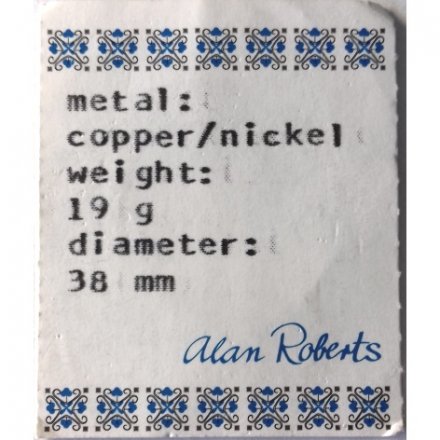 metal:
copper/nickel
weight:
19 g
diameter:
38 mm
Alan Roberts